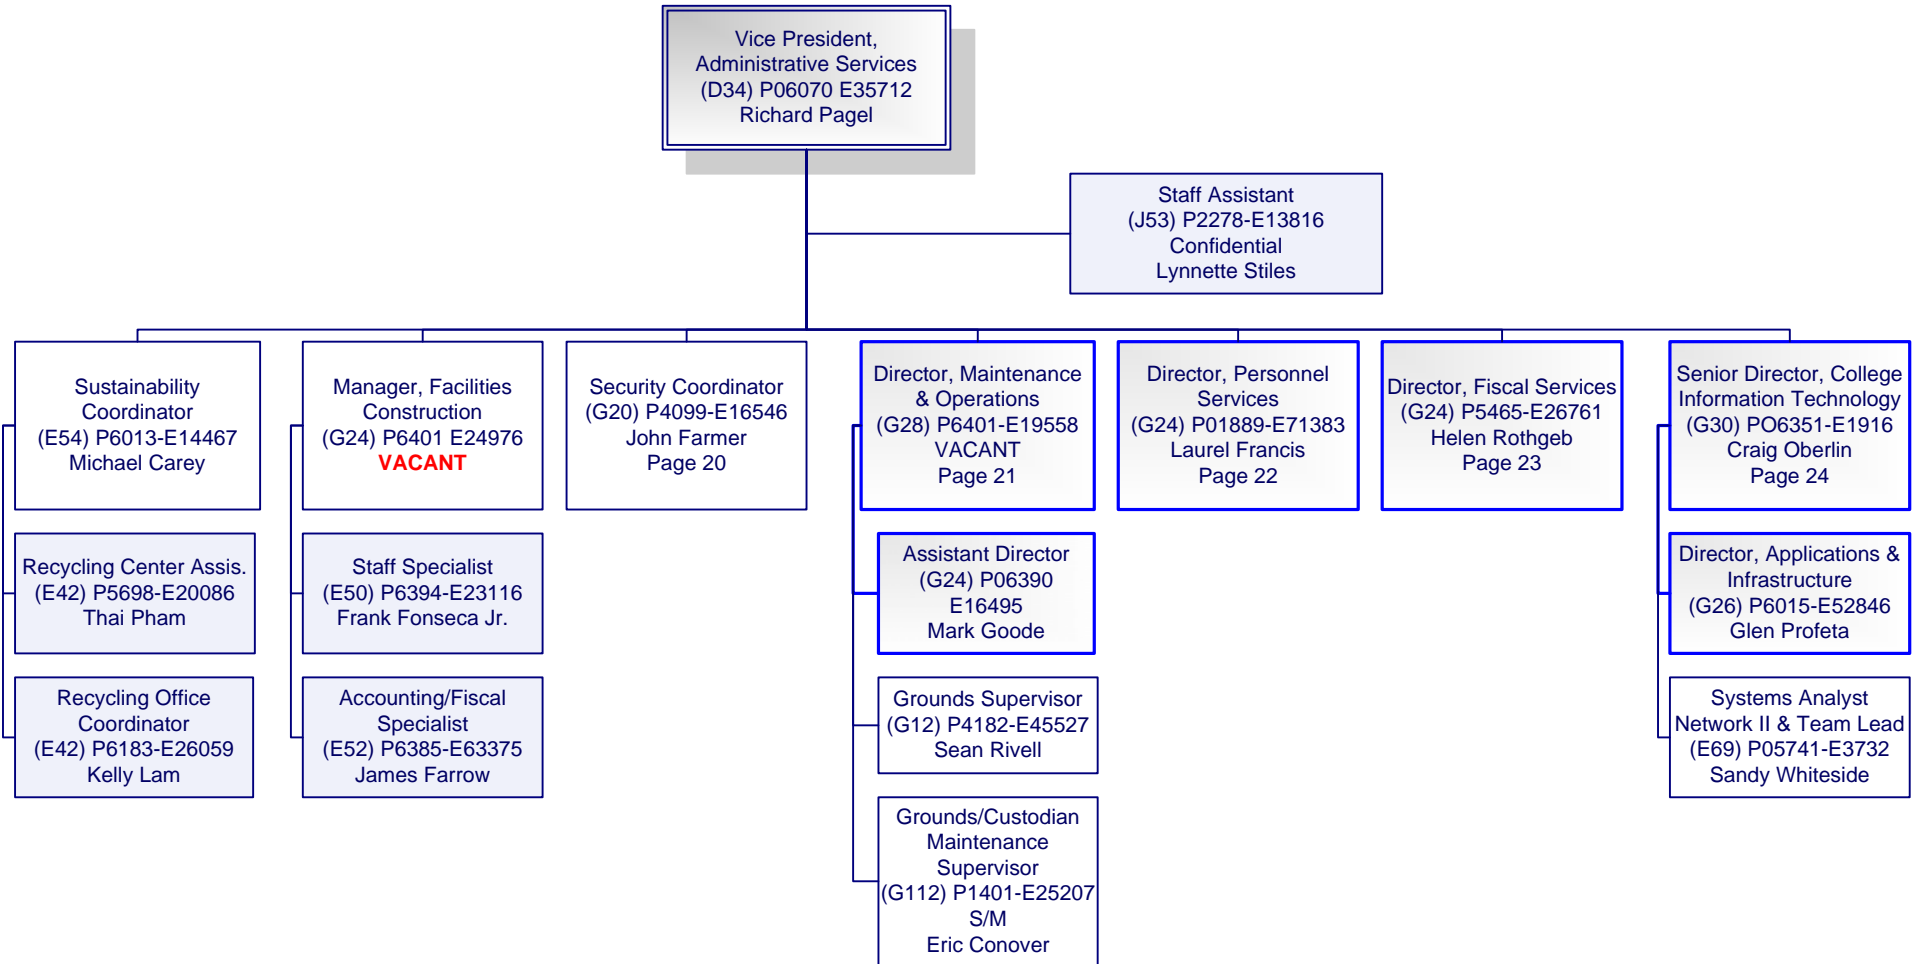 Vice President,
Administrative Services
(D34) P06070 E35712
Richard Pagel
Staff Assistant
(J53) P2278-E13816
Confidential
Lynnette Stiles
Sustainability
Coordinator
(E54) P6013-E14467
Michael Carey
Manager, Facilities
Construction
(G24) P6401 E24976
VACANT
Security Coordinator
(G20) P4099-E16546
John Farmer
Page 20
Director, Maintenance
& Operations
(G28) P6401-E19558
VACANT
Page 21
Director, Personnel
Services
(G24) P01889-E71383
Laurel Francis
Page 22
Director, Fiscal Services
(G24) P5465-E26761
Helen Rothgeb
Page 23
Senior Director, College
Information Technology
(G30) PO6351-E1916
Craig Oberlin
Page 24
Recycling Center Assis.
(E42) P5698-E20086
Thai Pham
Staff Specialist
(E50) P6394-E23116
Frank Fonseca Jr.
Assistant Director
(G24) P06390
E16495
Mark Goode
Director, Applications &
Infrastructure
(G26) P6015-E52846
Glen Profeta
Recycling Office
Coordinator
(E42) P6183-E26059
Kelly Lam
Accounting/Fiscal
Specialist
(E52) P6385-E63375
James Farrow
Grounds Supervisor
(G12) P4182-E45527
Sean Rivell
Systems Analyst
Network II & Team Lead
(E69) P05741-E3732
Sandy Whiteside
Grounds/Custodian
Maintenance
Supervisor
(G112) P1401-E25207
S/M
Eric Conover